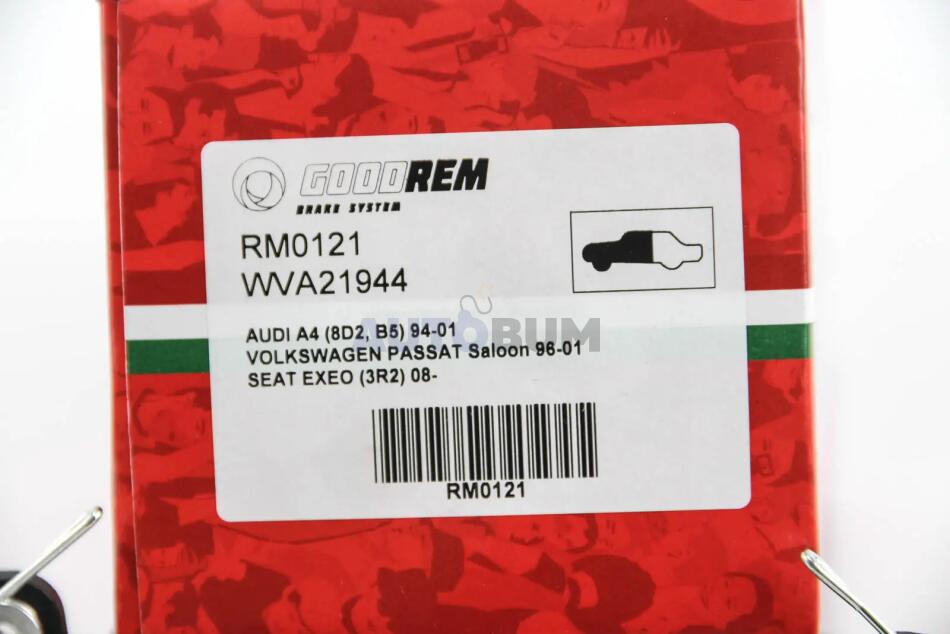 GOODREM
BRAKE SYSTEM
RM0121
WVA21944
AUDI A4 (8D2, B5) 94-01
AUTOBUM
VOLKSWAGEN PASSAT Saloon 96-01
SEAT EXEO (3R2) 08-
RM0121